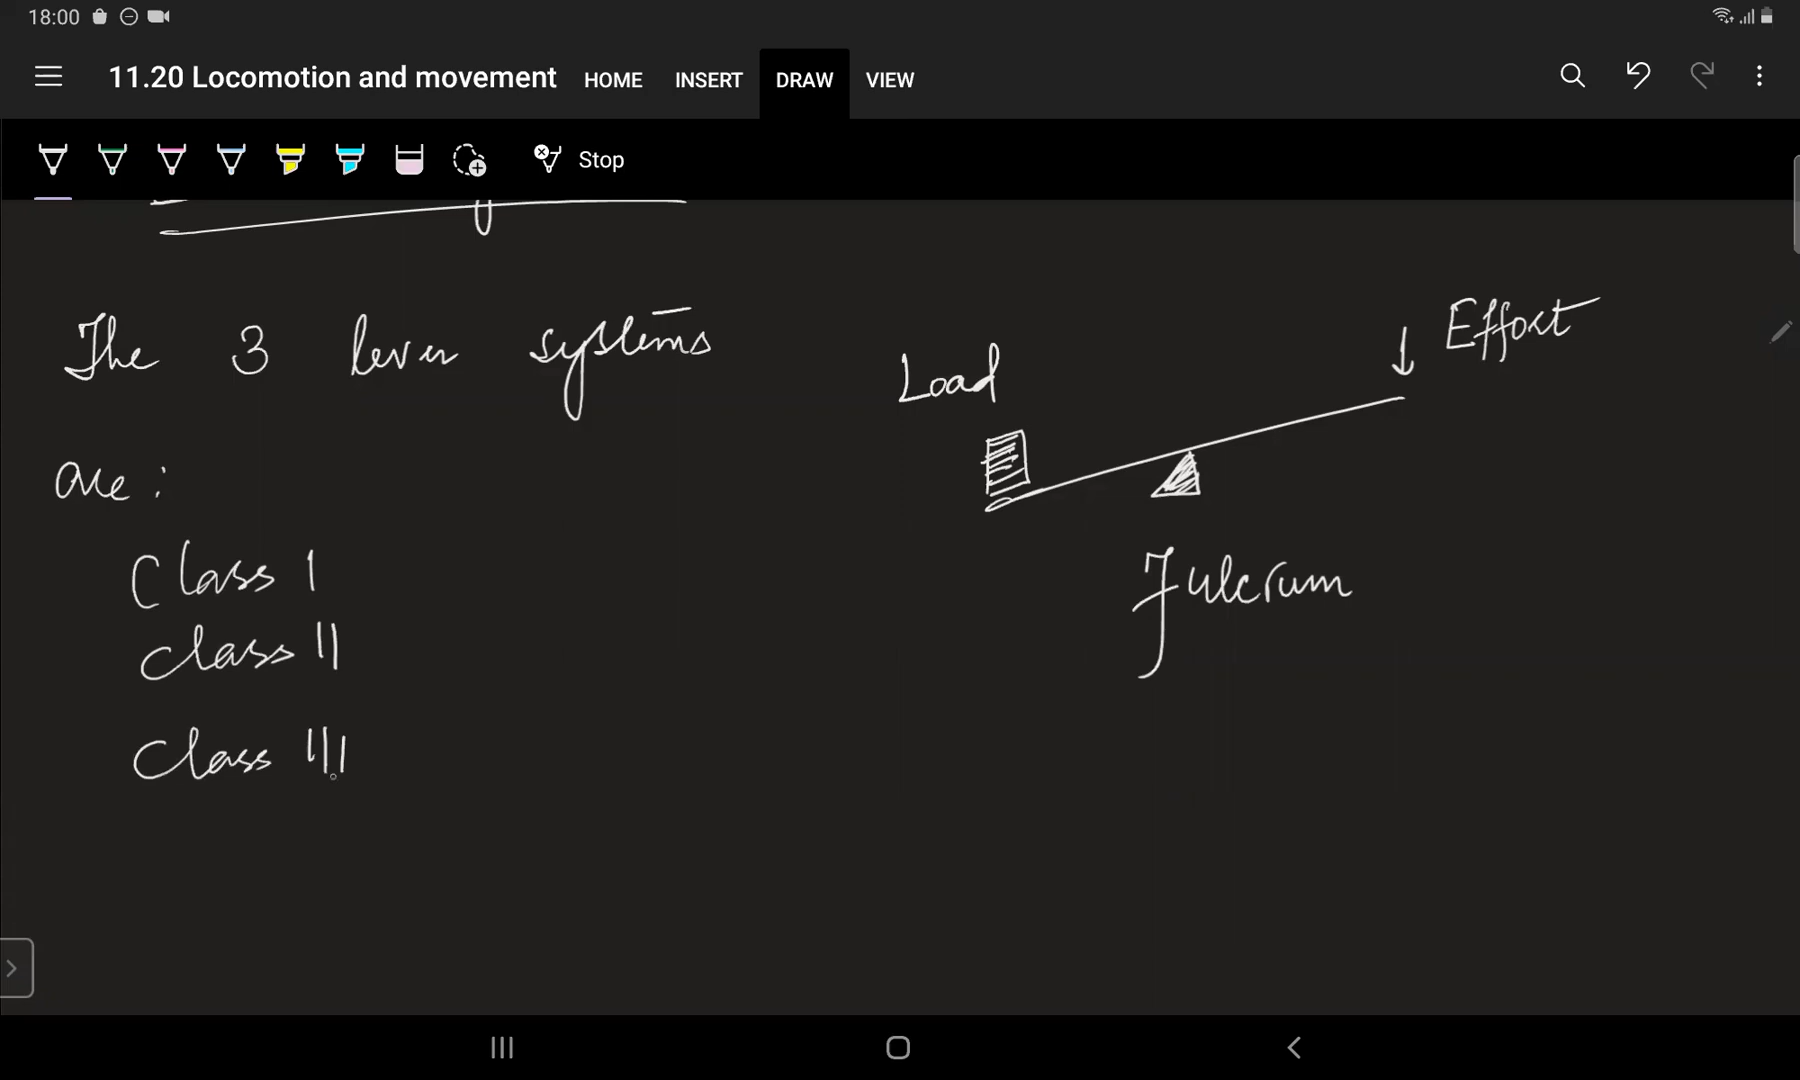 18:00
11.20 Locomotion and movement HOME INSERT DRAW VIEW
Stop
The 3 lever systems
are:
Class I
Class II
Class III
Load
Effort
Fulcrum